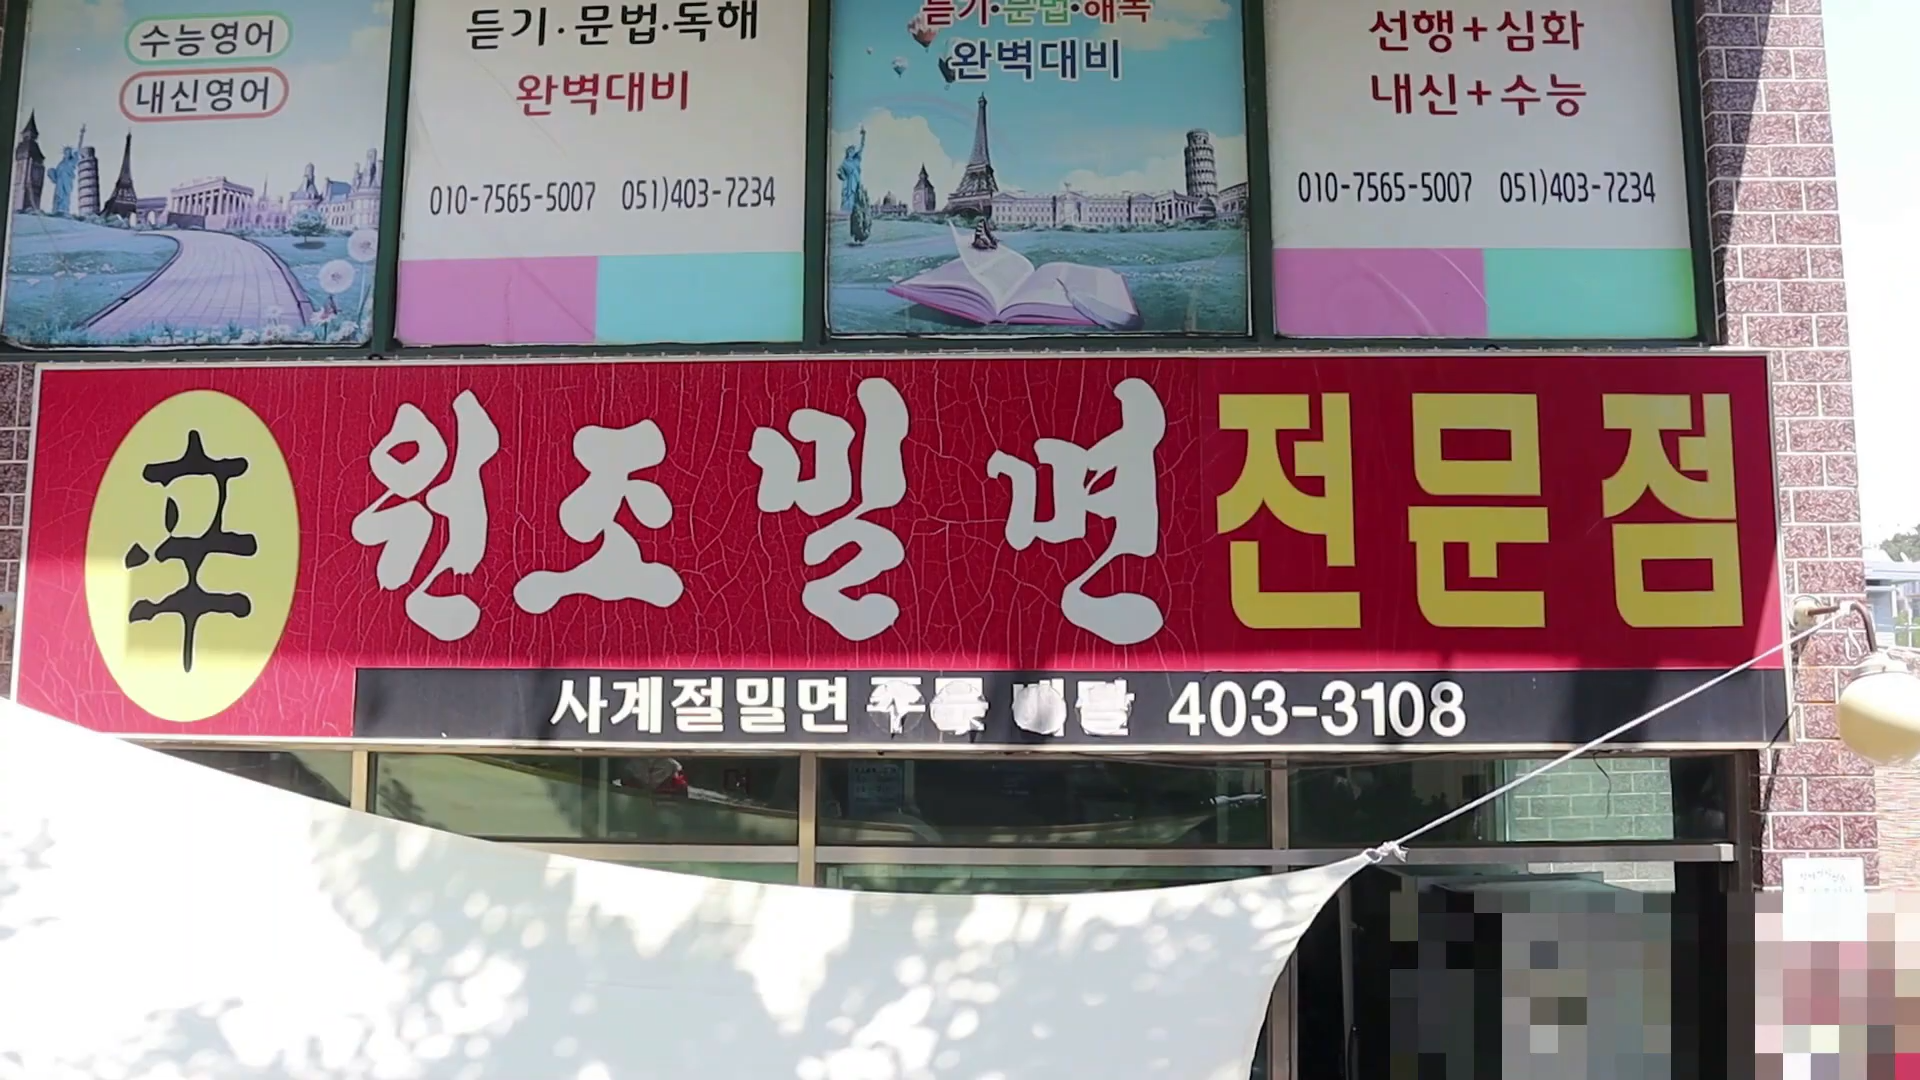 수능영어
내신영어
듣기·문법·독해
완벽대비
010-7565-5007 051)403-7234
듣기·문법·해독
완벽대비
선행+심화
내신+수능
010-7565-5007 051)403-7234
辛 원조밀면전문점
사계절밀면 403-3108